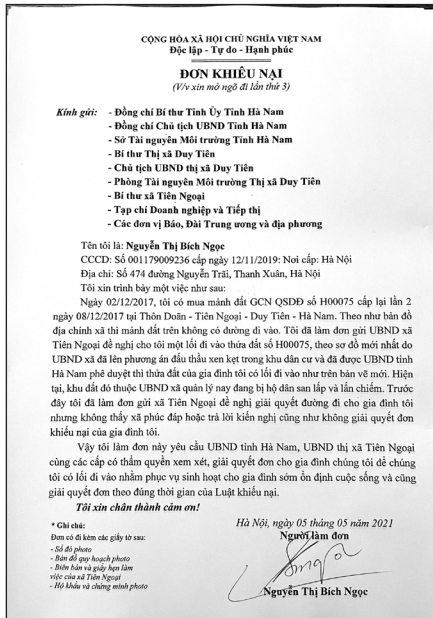 CỘNG HÒA XÃ HỘI CHỦ NGHĨA VIỆT NAM
Độc lập - Tự do - Hạnh phúc
ĐƠN KHIẾU NẠI
(V/v xin mở ngõ đi lần thứ 3)
Kính gửi: - Đồng chí Bí thư Tỉnh Ủy Tỉnh Hà Nam
- Đồng chí Chủ tịch UBND Tỉnh Hà Nam
- Sở Tài nguyên Môi trường Tỉnh Hà Nam
- Bí thư Thị xã Duy Tiên
- Chủ tịch UBND thị xã Duy Tiên
- Phòng Tài nguyên Môi trường Thị xã Duy Tiên
- Bí thư xã Tiên Ngoại
- Tạp chí Doanh nghiệp và Tiếp thị
- Các đơn vị Báo, Đài Trung ương và địa phương
Tên tôi là: Nguyễn Thị Bích Ngọc
CCCD: Số 001179009236 cấp ngày 12/11/2019: Nơi cấp: Hà Nội
Địa chỉ: Số 474 đường Nguyễn Trãi, Thanh Xuân, Hà Nội
Tôi xin trình bày một việc như sau:
Ngày 02/12/2017, tôi có mua mảnh đất GCN QSDĐ số H00075 cấp lại lần 2
ngày 08/12/2017 tại Thôn Doãn - Tiên Ngoại - Duy Tiên - Hà Nam. Theo như bản đồ
địa chính xã thì mảnh đất trên không có đường đi vào. Tôi đã làm đơn gửi UBND xã
Tiên Ngoại đề nghị cho tôi một lối đi vào thửa đất số H00075, theo sơ đồ mới nhất do
UBND xã đã lên phương án đấu thầu xen kẹt trong khu dân cư và đã được UBND tỉnh
Hà Nam phê duyệt thì thửa đất của gia đình tôi có lối đi vào như trên bản vẽ mới. Hiện
tại, khu đất đó thuộc UBND xã quản lý nay đang bị hộ dân san lấp và lấn chiếm. Trước
đây tôi đã làm đơn gửi xã Tiên Ngoại đề nghị giải quyết đường đi cho gia đình tôi
nhưng không thấy xã phúc đáp hoặc trả lời kiến nghị cũng như không giải quyết đơn
khiếu nại của gia đình tôi.
Vậy tôi làm đơn này yêu cầu UBND tỉnh Hà Nam, UBND thị xã Tiên Ngoại
cùng các cấp có thẩm quyền xem xét, giải quyết đơn cho gia đình chúng tôi để chúng
tôi có lối đi vào nhằm phục vụ sinh hoạt cho gia đình sớm ổn định cuộc sống và cũng
giải quyết đơn theo đúng thời gian của Luật khiếu nại.
Tôi xin chân thành cảm ơn!
* Ghi chú:
Đơn có đi kèm các giấy tờ sau:
- Sổ đỏ photo
- Bản đồ quy hoạch photo
- Biên bản và giấy hẹn làm
việc của xã Tiên Ngoại
- Hộ khẩu và chứng minh photo
Hà Nội, ngày 05 tháng 05 năm 2021
Người làm đơn
Nguyễn Thị Bích Ngọc